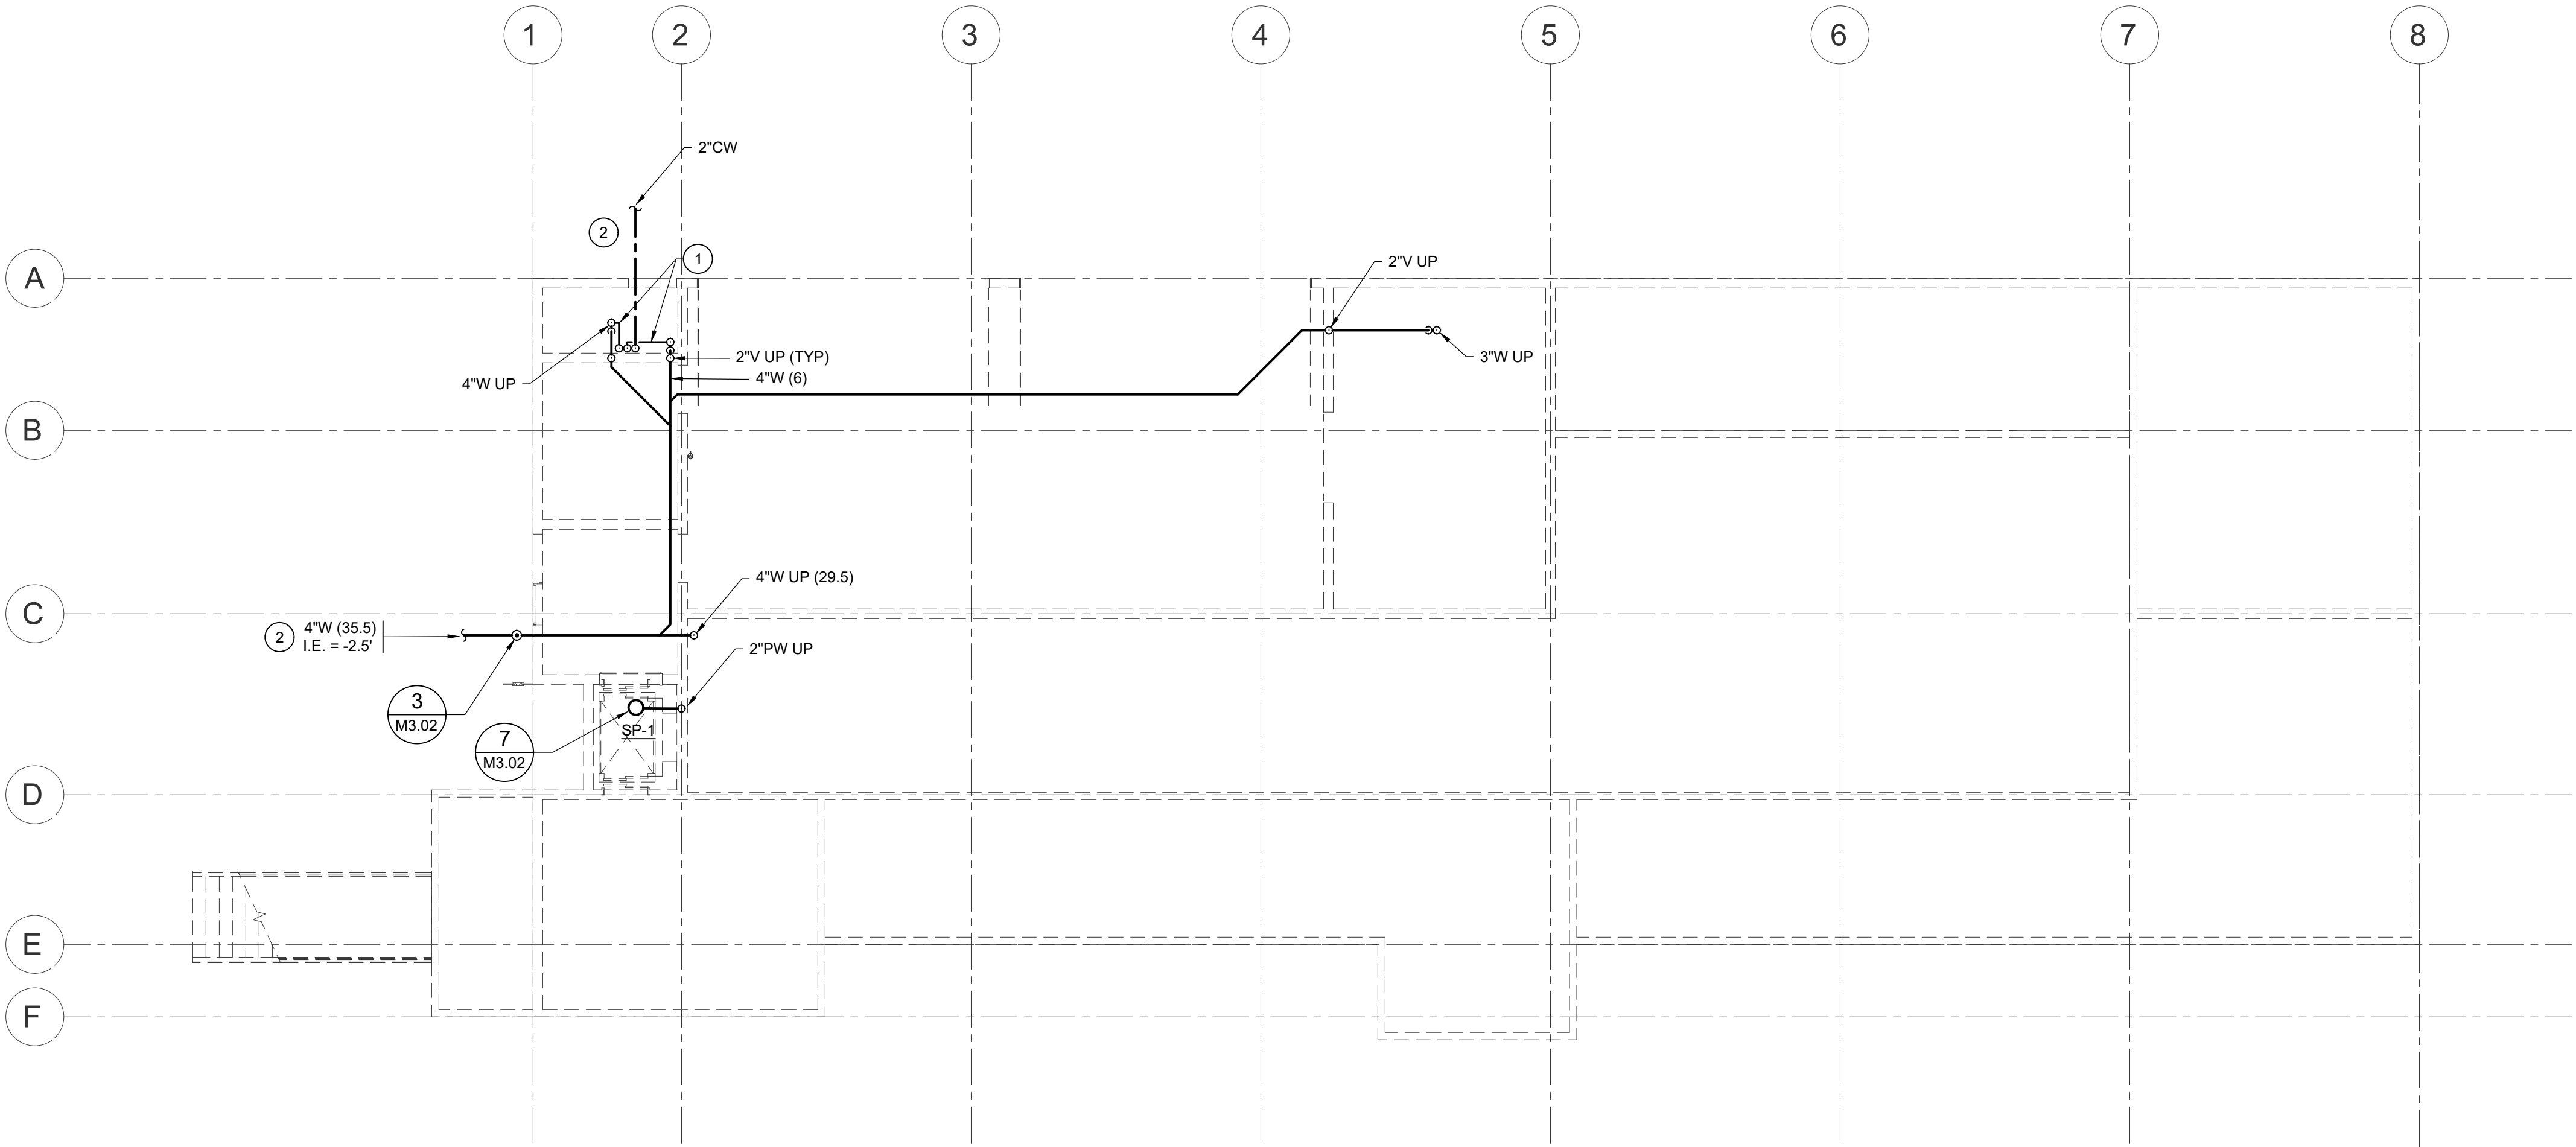 1
2
3
4
5
6
7
8
2"CW
2
1
A
2"V UP
2"V UP (TYP)
3"W UP
4"W UP
4"W (6)
B
4"W UP (29.5)
C
2
4"W (35.5)
I.E. = -2.5'
2"PW UP
3
M3.02
SP-1
7
M3.02
D
E
F